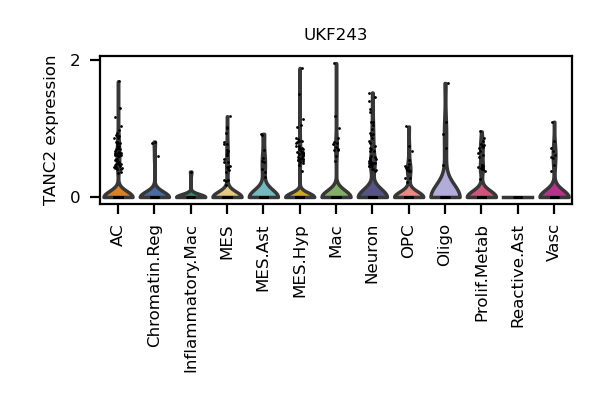 UKF243
TANC2 expression
2
0
AC
Chromatin.Reg
Inflammatory.Mac
MES
MES.Ast
MES.Hyp
Mac
Neuron
OPC
Oligo
Prolif.Metab
Reactive.Ast
Vasc